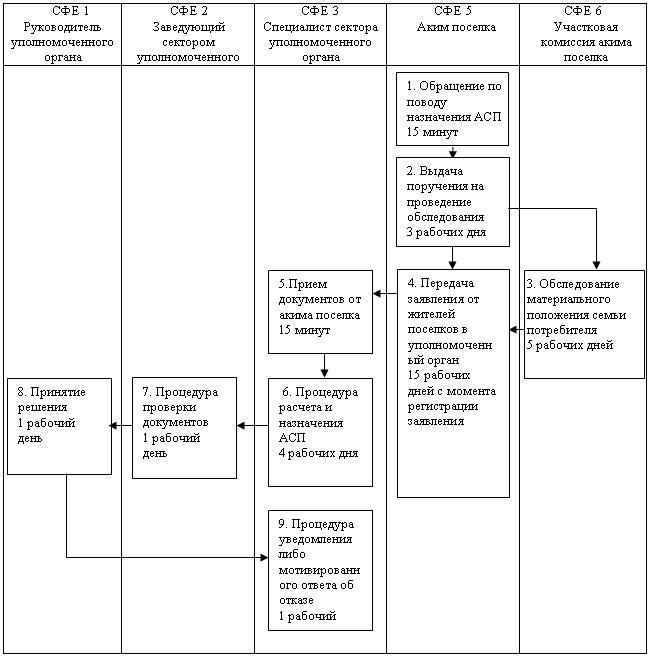 СФЕ 1
Руководитель
уполномоченного
органа
СФЕ 2
Заведующий
сектором
уполномоченного
СФЕ 3
Специалист сектора
уполномоченного
органа
СФЕ 5
Аким поселка
СФЕ 6
Участковая
комиссия акима
поселка
1. Обращение по
поводу
назначения АСП
15 минут
2. Выдача
поручения на
проведение
обследования
3 рабочих дня
3. Обследование
материального
положения семьи
потребителя
5 рабочих дней
4. Передача
заявления от
жителей
поселков в
уполномоченн
ный орган
15 рабочих
дней с момента
регистрации
заявления
5.Прием
документов от
акима поселка
15 минут
6. Процедура
расчета и
назначения
АСП
4 рабочих дня
7. Процедура
проверки
документов
1 рабочий
день
8. Принятие
решения
1 рабочий
день
9. Процедура
уведомления
либо
мотивированн
ного ответа об
отказе
1 рабочий